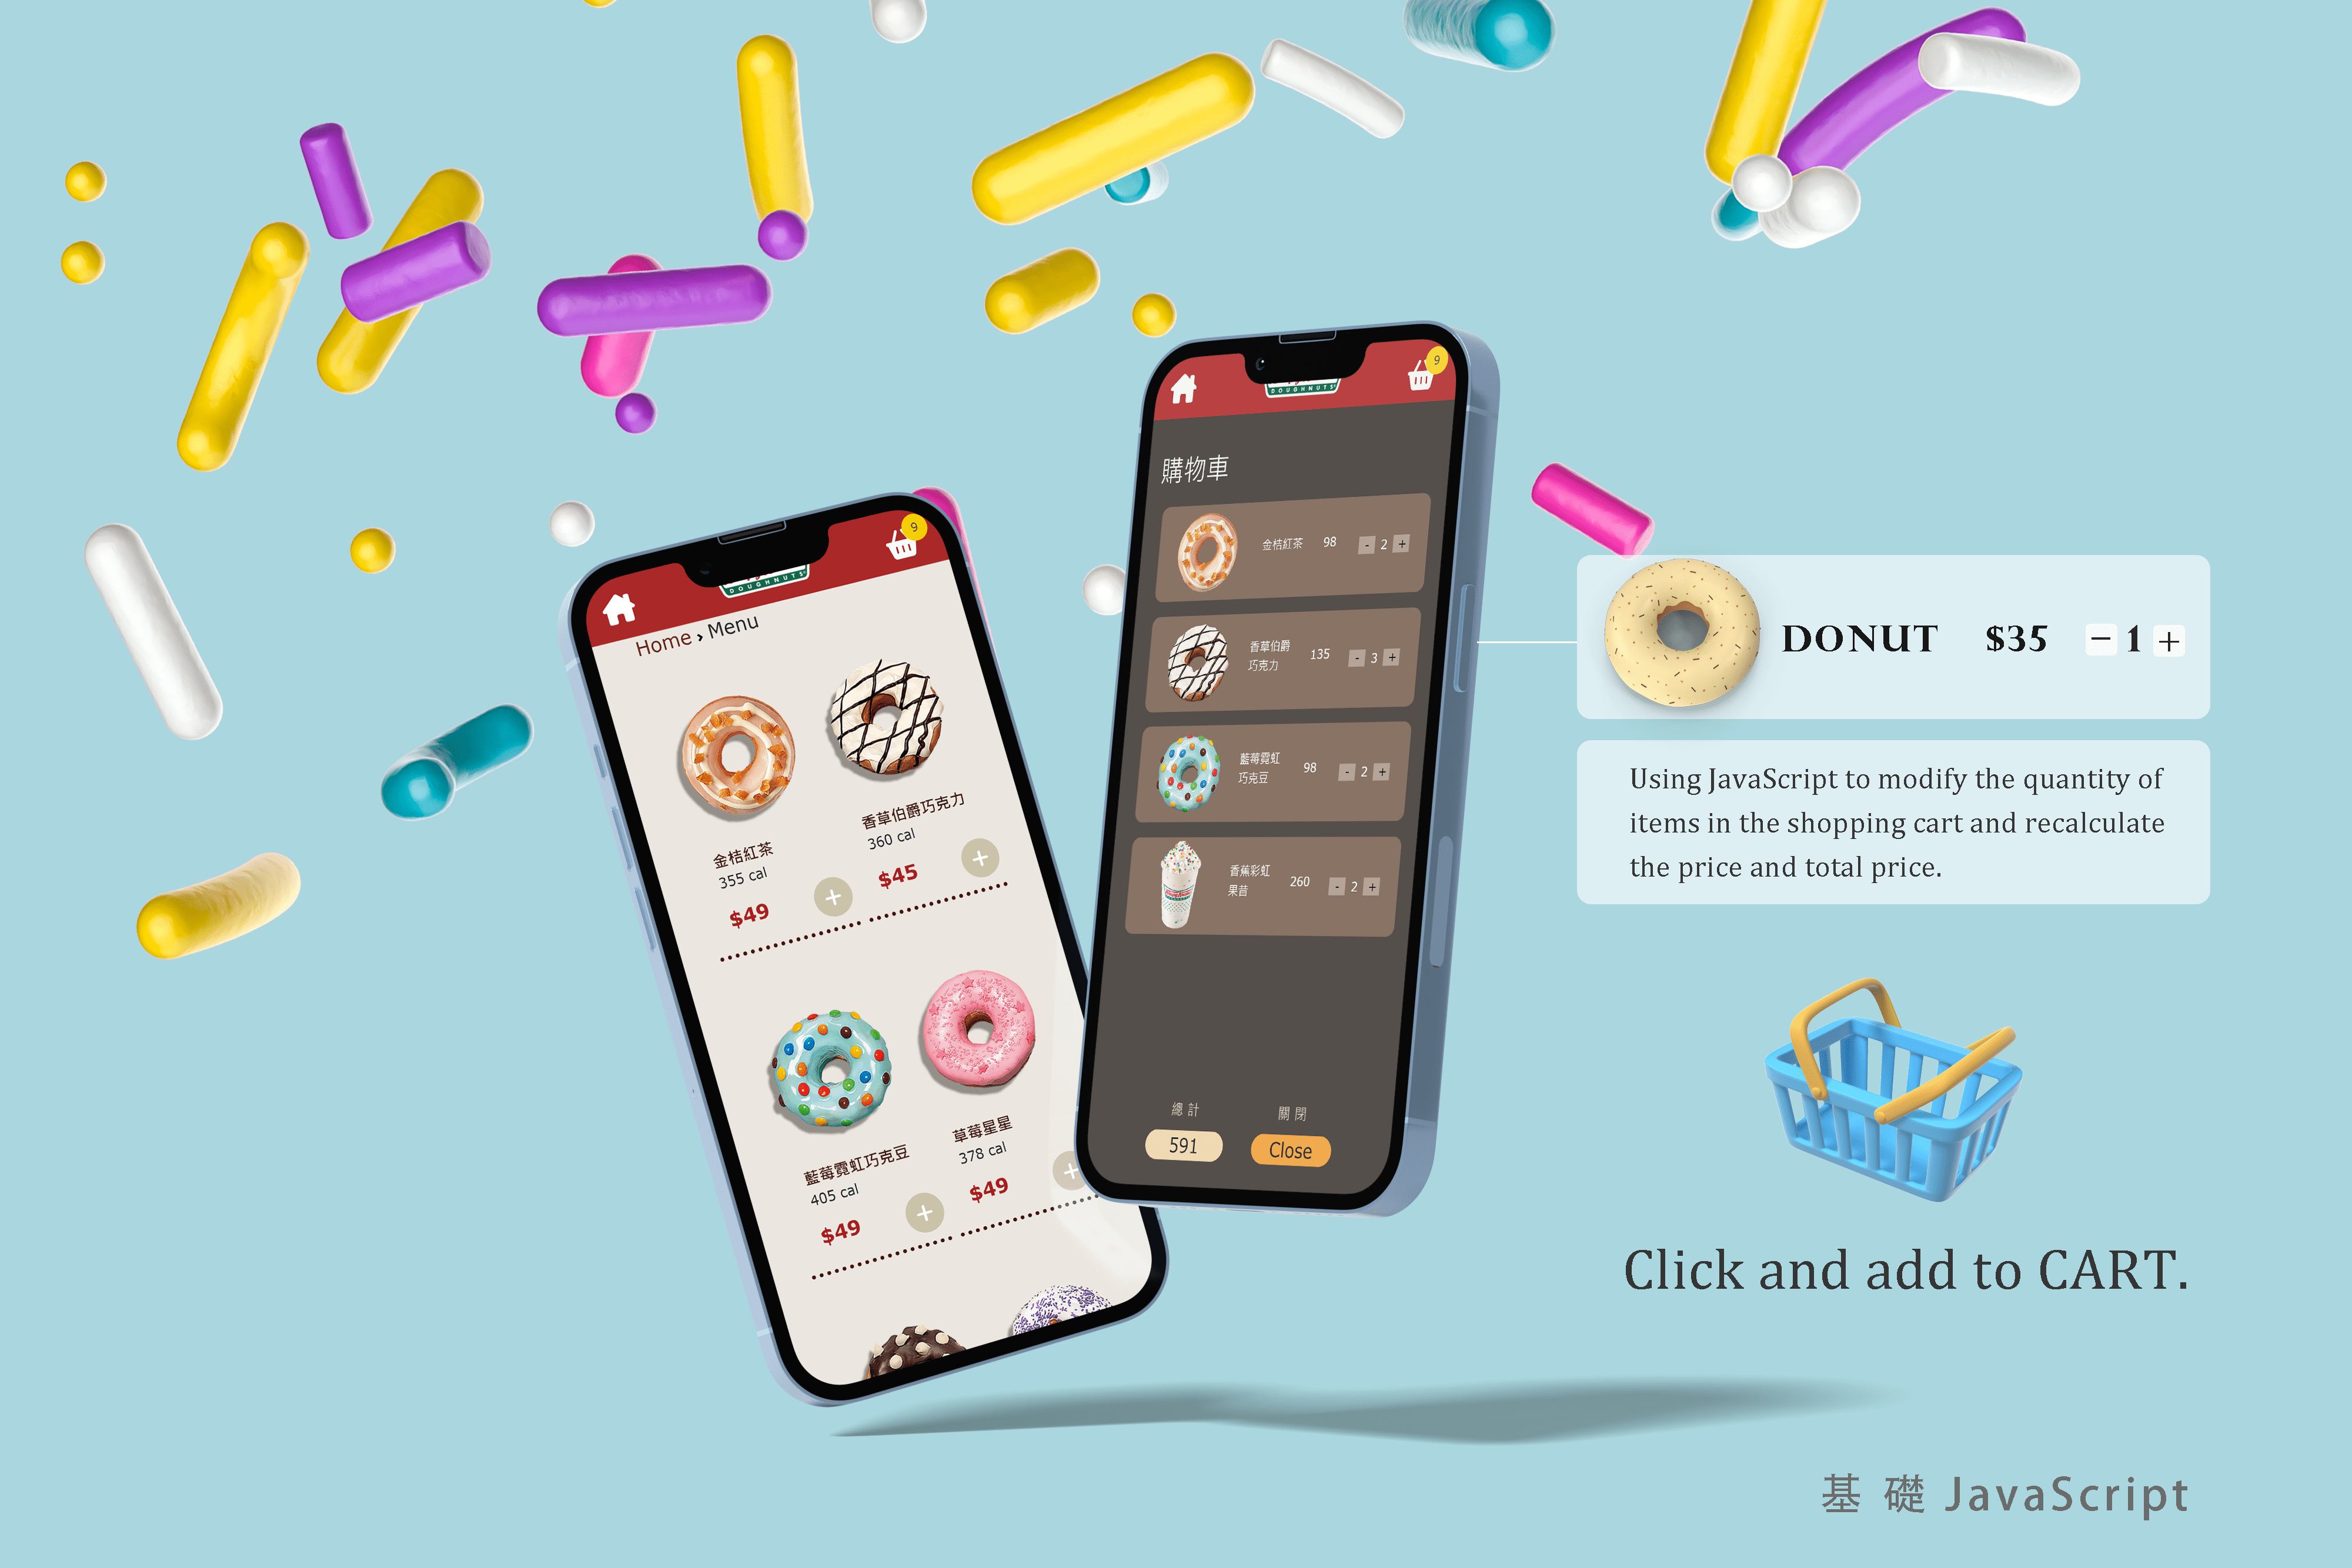 9
DOUGHNUTS
Home › Menu
金桔紅茶
355 cal
$49
+
香草伯爵巧克力
360 cal
$45
+
藍莓霓虹巧克豆
405 cal
$49
+
草莓星星
378 cal
$49
+
9
DOUGHNUTS
購物車
金桔紅茶 98 - 2 +
香草伯爵 135 - 3 +
巧克力
藍莓霓虹 98 - 2 +
巧克豆
香蕉彩虹 260 - 2 +
果昔
總計 關閉
591 Close
DONUT $35 − 1 +
Using JavaScript to modify the quantity of
items in the shopping cart and recalculate
the price and total price.
Click and add to CART.
基礎 JavaScript